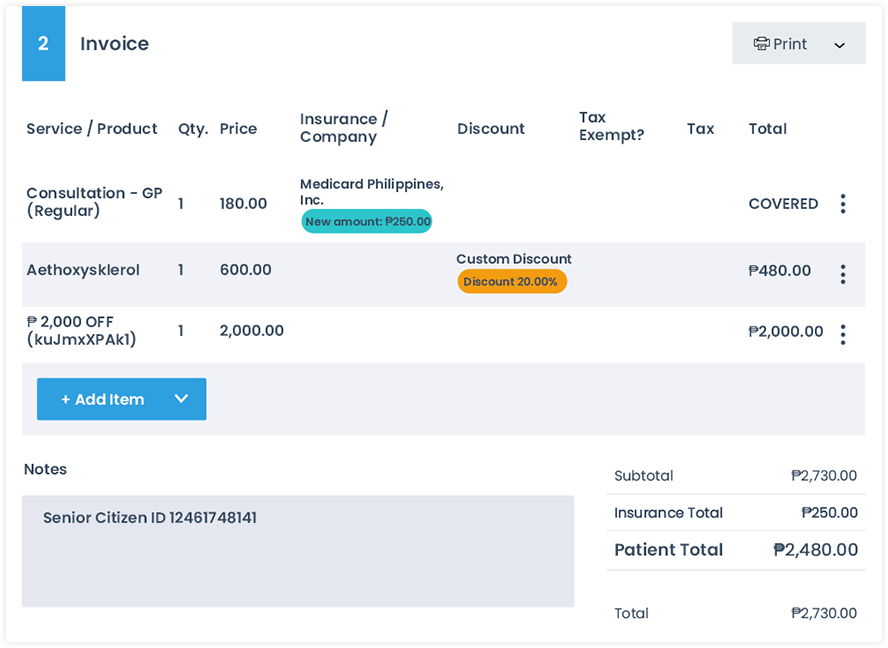 2 Invoice Print
Service / Product Qty. Price Insurance / Company Discount Tax Exempt? Tax Total
Consultation - GP (Regular) 1 180.00 Medicard Philippines, Inc. New amount: ₱250.00 COVERED
Aethoxysklerol 1 600.00 Custom Discount Discount 20.00% ₱480.00
₱ 2,000 OFF (kuJmxXPAk1) 1 2,000.00 ₱2,000.00
+ Add Item
Notes
Senior Citizen ID 12461748141
Subtotal ₱2,730.00
Insurance Total ₱250.00
Patient Total ₱2,480.00
Total ₱2,730.00